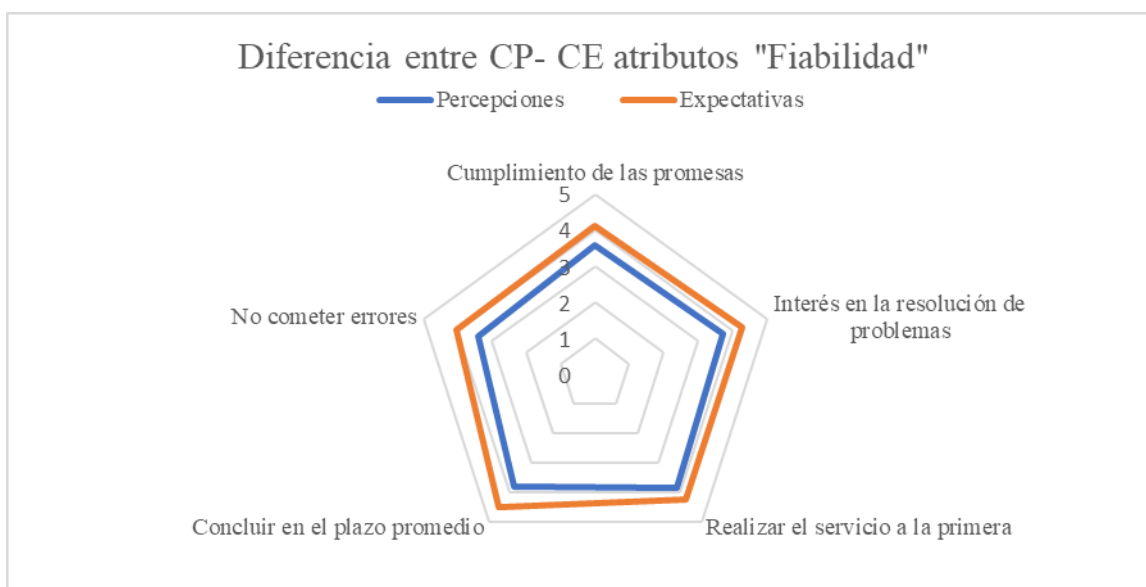 Diferencia entre CP- CE atributos "Fiabilidad"
Percepciones
Expectativas
Cumplimiento de las promesas
5
4
3
2
1
0
Interés en la resolución de
problemas
Realizar el servicio a la primera
Concluir en el plazo promedio
No cometer errores